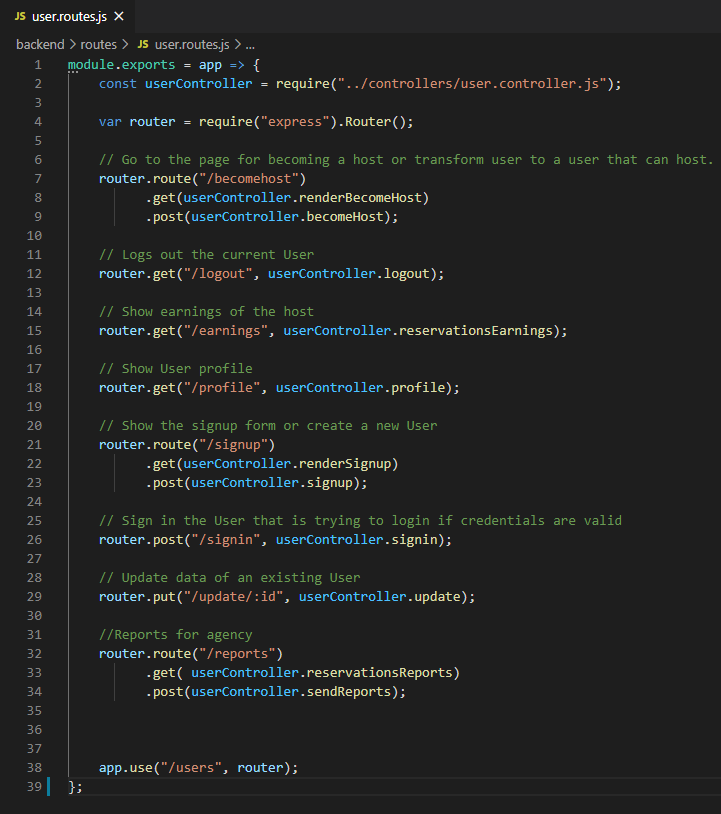 JS user.routes.js ×
backend > routes > JS user.routes.js > ...
1 module.exports = app => {
2     const userController = require("../controllers/user.controller.js");
3
4     var router = require("express").Router();
5
6     // Go to the page for becoming a host or transform user to a user that can host.
7     router.route("/becomehost")
8           .get(userController.renderBecomeHost)
9           .post(userController.becomeHost);
10
11     // Logs out the current User
12     router.get("/logout", userController.logout);
13
14     // Show earnings of the host
15     router.get("/earnings", userController.reservationsEarnings);
16
17     // Show User profile
18     router.get("/profile", userController.profile);
19
20     // Show the signup form or create a new User
21     router.route("/signup")
22           .get(userController.renderSignup)
23           .post(userController.signup);
24
25     // Sign in the User that is trying to login if credentials are valid
26     router.post("/signin", userController.signin);
27
28     // Update data of an existing User
29     router.put("/update/:id", userController.update);
30
31     //Reports for agency
32     router.route("/reports")
33           .get( userController.reservationsReports)
34           .post(userController.sendReports);
35
36
37
38     app.use("/users", router);
39 };